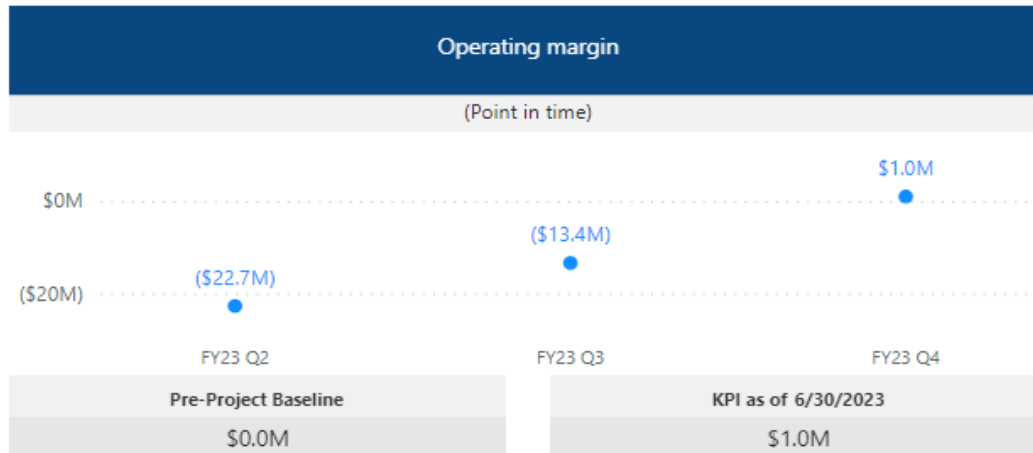 Operating margin
(Point in time)
$1.0M
$0M
($13.4M)
($22.7M)
($20M)
FY23 Q2 FY23 Q3 FY23 Q4
Pre-Project Baseline KPI as of 6/30/2023
$0.0M $1.0M